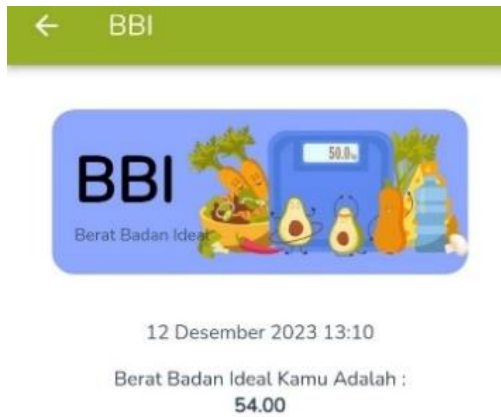 BBI
BBI
50.0
Berat Badan Ideal
12 Desember 2023 13:10
Berat Badan Ideal Kamu Adalah :
54.00